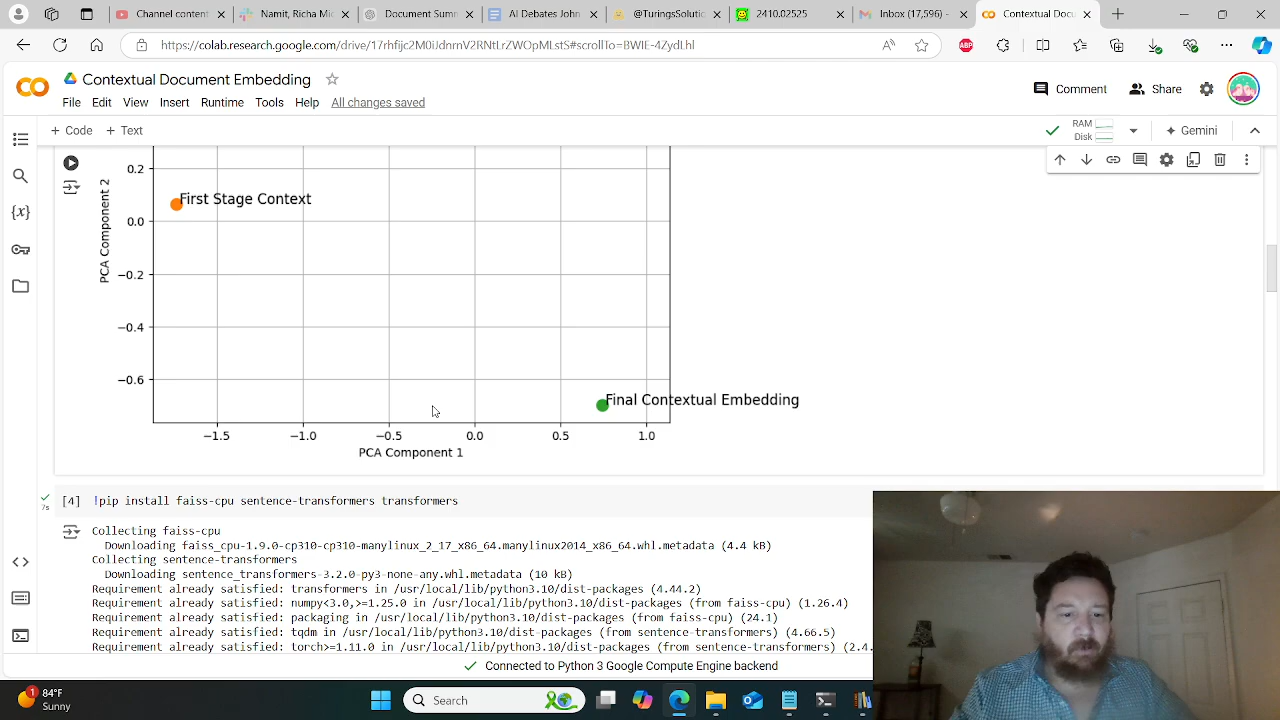 Chat content
Namit, Richa Mic
Document Sumn
AI Debates John
@TuringsSolutic
2410.02525
Inbox (17,596) -
Contextual Docu
https://colab.research.google.com/drive/
Contextual Document Embedding
Comment
Share
File Edit View Insert Runtime Tools Help All changes saved
+ Code + Text
RAM
Disk
Gemini
0.2
First Stage Context
0.0
−0.2
−0.4
−0.6
PCA Component 2
Final Contextual Embedding
−1.5 −1.0 −0.5 0.0 0.5 1.0
PCA Component 1
[4] !pip install faiss-cpu sentence-transformers transformers
7s
Collecting faiss-cpu
Downloading faiss_cpu-1.9.0-cp310-cp310-manylinux_2_17_x86_64.manylinux2014_x86_64.whl.metadata (4.4 kB)
Collecting sentence-transformers
Downloading sentence_transformers-3.2.0-py3-none-any.whl.metadata (10 kB)
Requirement already satisfied: transformers in /usr/local/lib/python3.10/dist-packages (4.44.2)
Requirement already satisfied: numpy<3.0,>=1.25.0 in /usr/local/lib/python3.10/dist-packages (from faiss-cpu) (1.26.4)
Requirement already satisfied: packaging in /usr/local/lib/python3.10/dist-packages (from faiss-cpu) (24.1)
Requirement already satisfied: tqdm in /usr/local/lib/python3.10/dist-packages (from sentence-transformers) (4.66.5)
Requirement already satisfied: torch>=1.11.0 in /usr/local/lib/python3.10/dist-packages (from sentence-transformers) (2.4.
Connected to Python 3 Google Compute Engine backend
1
84°F
Sunny
Search